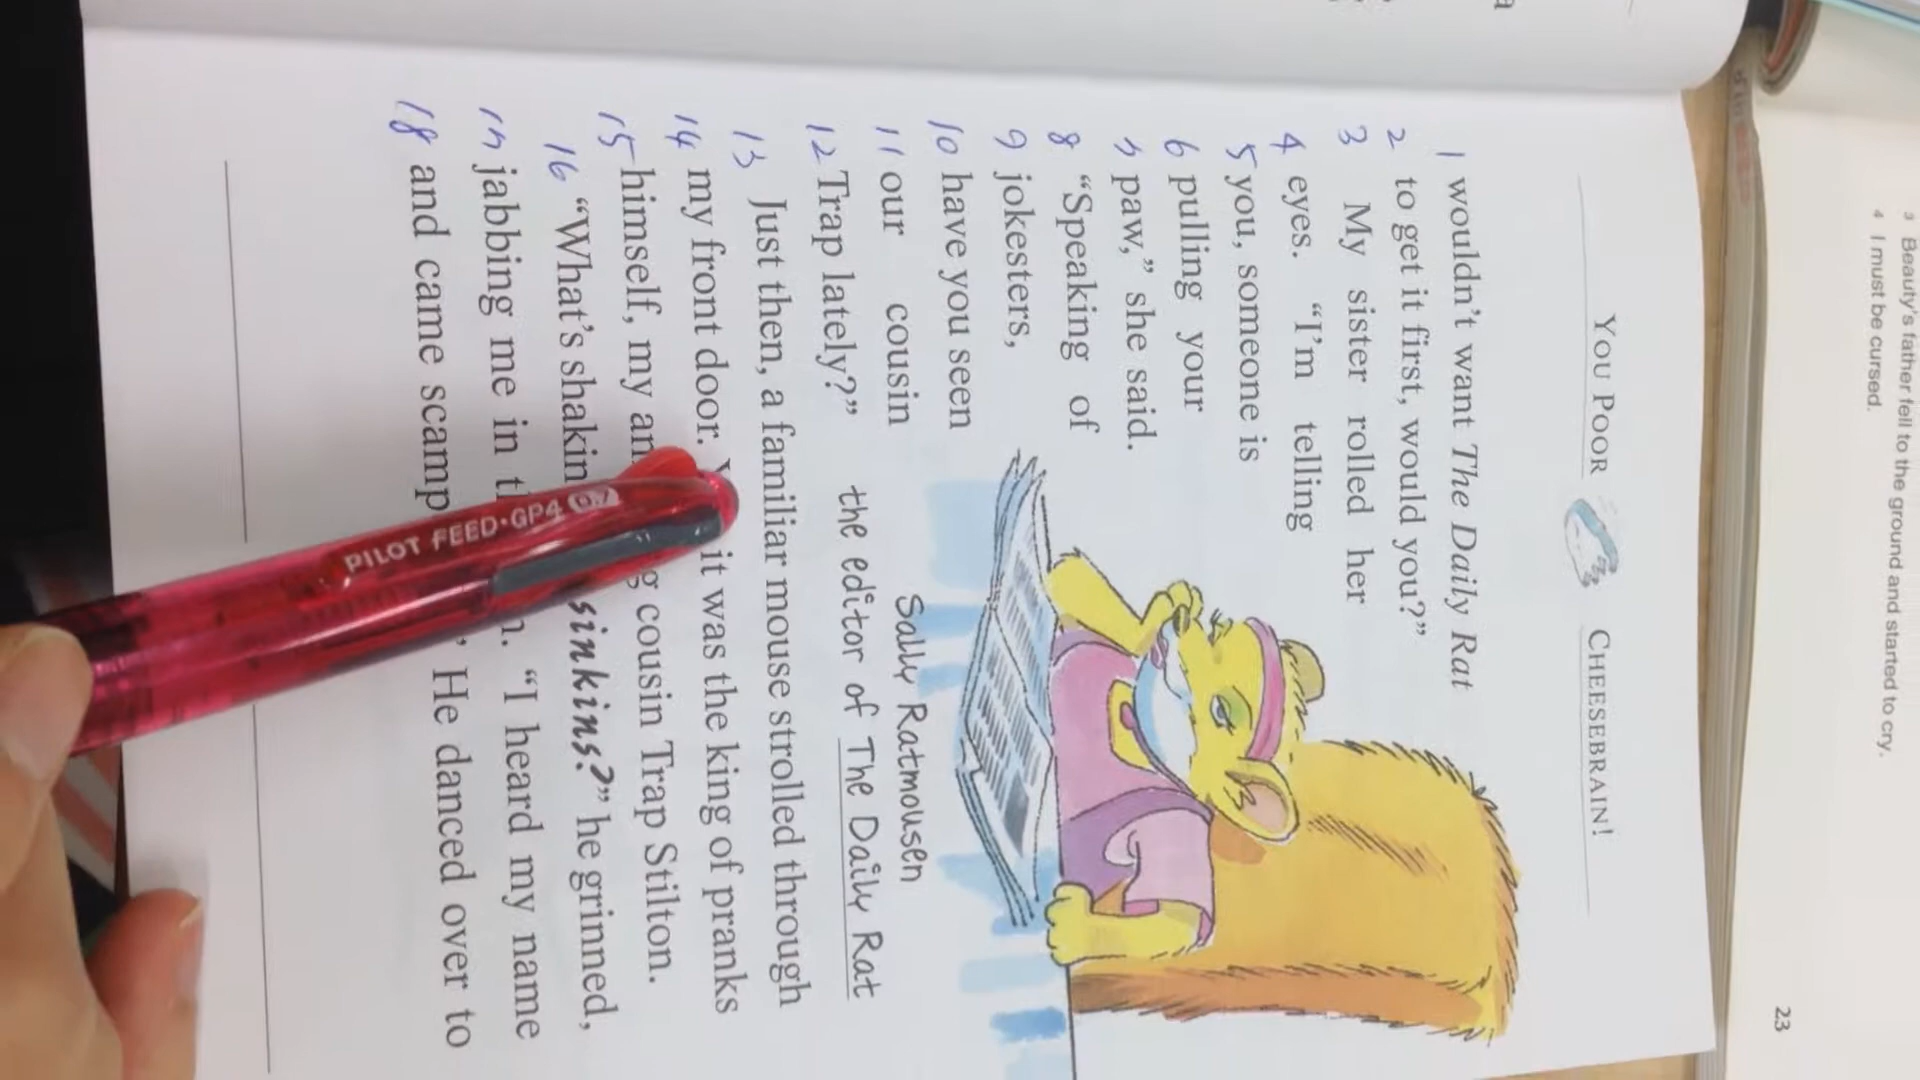 YOU POOR CHEESEBRAIN!
1 wouldn't want The Daily Rat
2 to get it first, would you?"
3 My sister rolled her
4 eyes. "I'm telling
5 you, someone is
6 pulling your
7 paw," she said.
8 "Speaking of
9 jokesters,
10 have you seen
11 our cousin
12 Trap lately?"
Sally Ratmousen
the editor of The Daily Rat
13 Just then, a familiar mouse strolled through
14 my front door. it was the king of pranks
15 himself, my cousin Trap Stilton.
16 "What's sinkins?" he grinned,
17 jabbing me in "I heard my name
18 and came He danced over to
PILOT FEED·GP4 0.7
3 Beauty's father fell to the ground and started to cry.
4 I must be cursed.
23